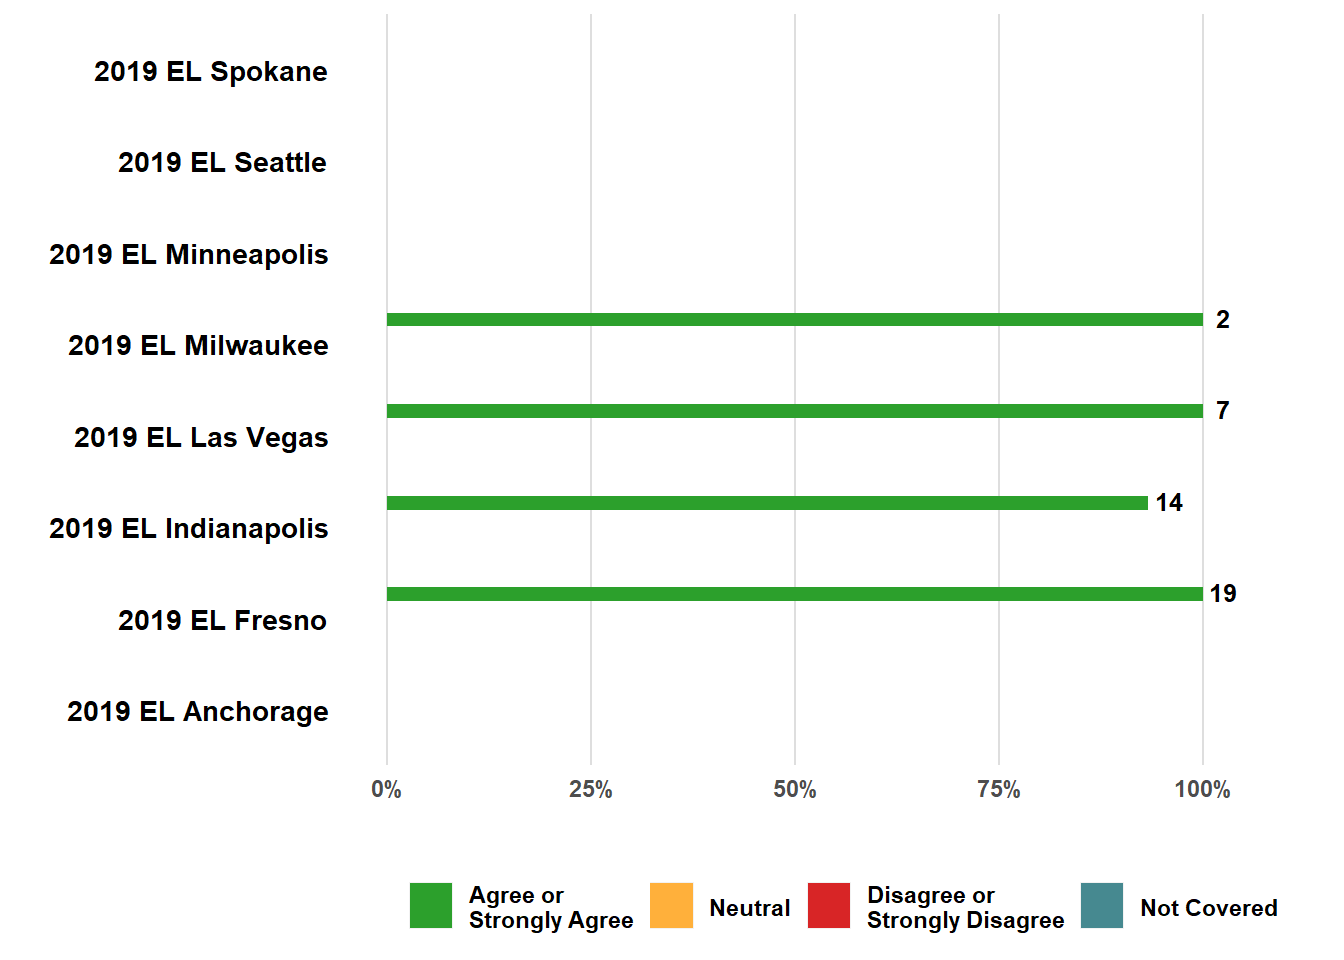 2019 EL Spokane
2019 EL Seattle
2019 EL Minneapolis
2019 EL Milwaukee
2
2019 EL Las Vegas
7
2019 EL Indianapolis
14
2019 EL Fresno
19
2019 EL Anchorage
0% 25% 50% 75% 100%
Agree or
Strongly Agree
Neutral
Disagree or
Strongly Disagree
Not Covered